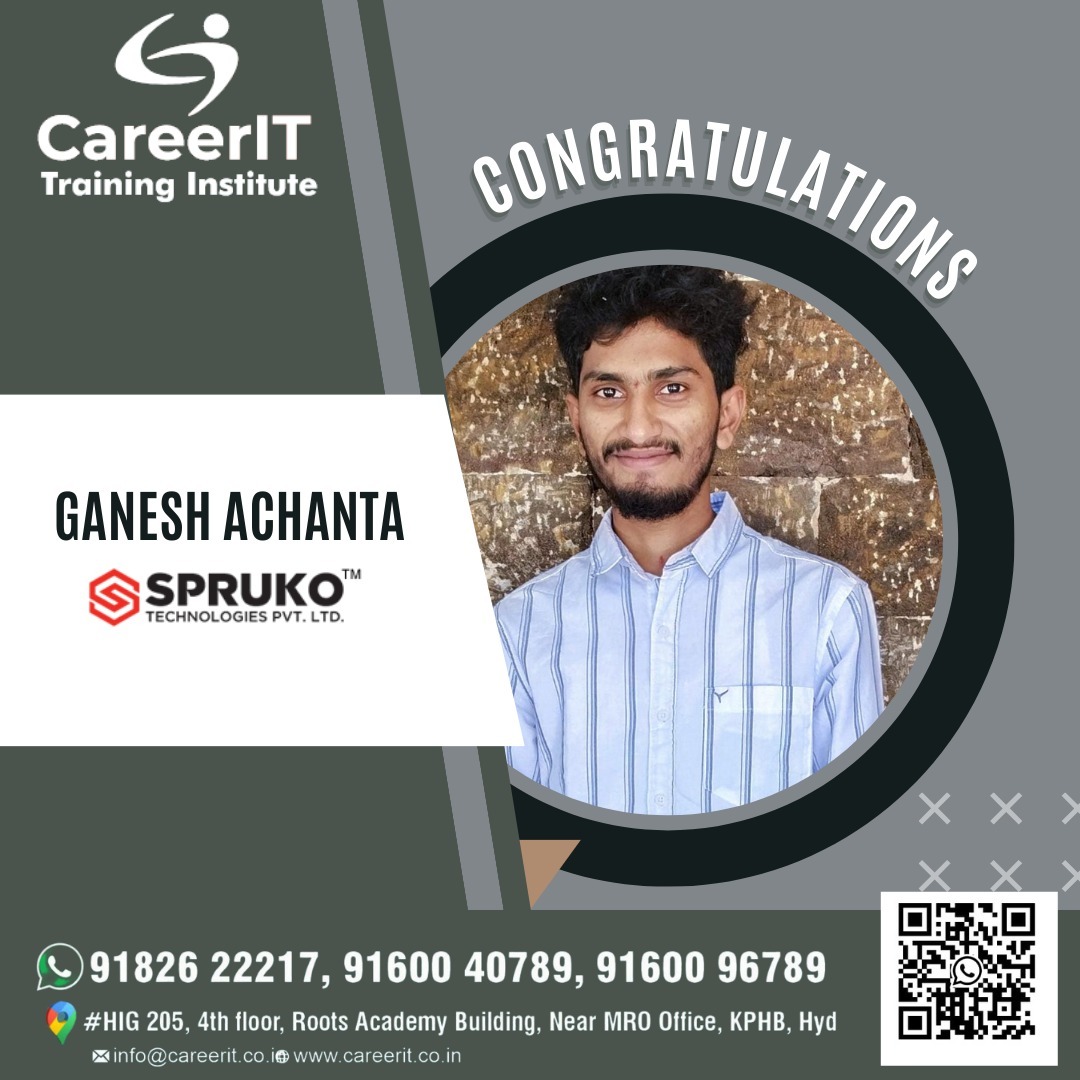 CareerIT
Training Institute
CONGRATULATIONS
GANESH ACHANTA
SPRUKO™
TECHNOLOGIES PVT. LTD.
91826 22217, 91600 40789, 91600 96789
#HIG 205, 4th floor, Roots Academy Building, Near MRO Office, KPHB, Hyd
info@careerit.co.in www.careerit.co.in